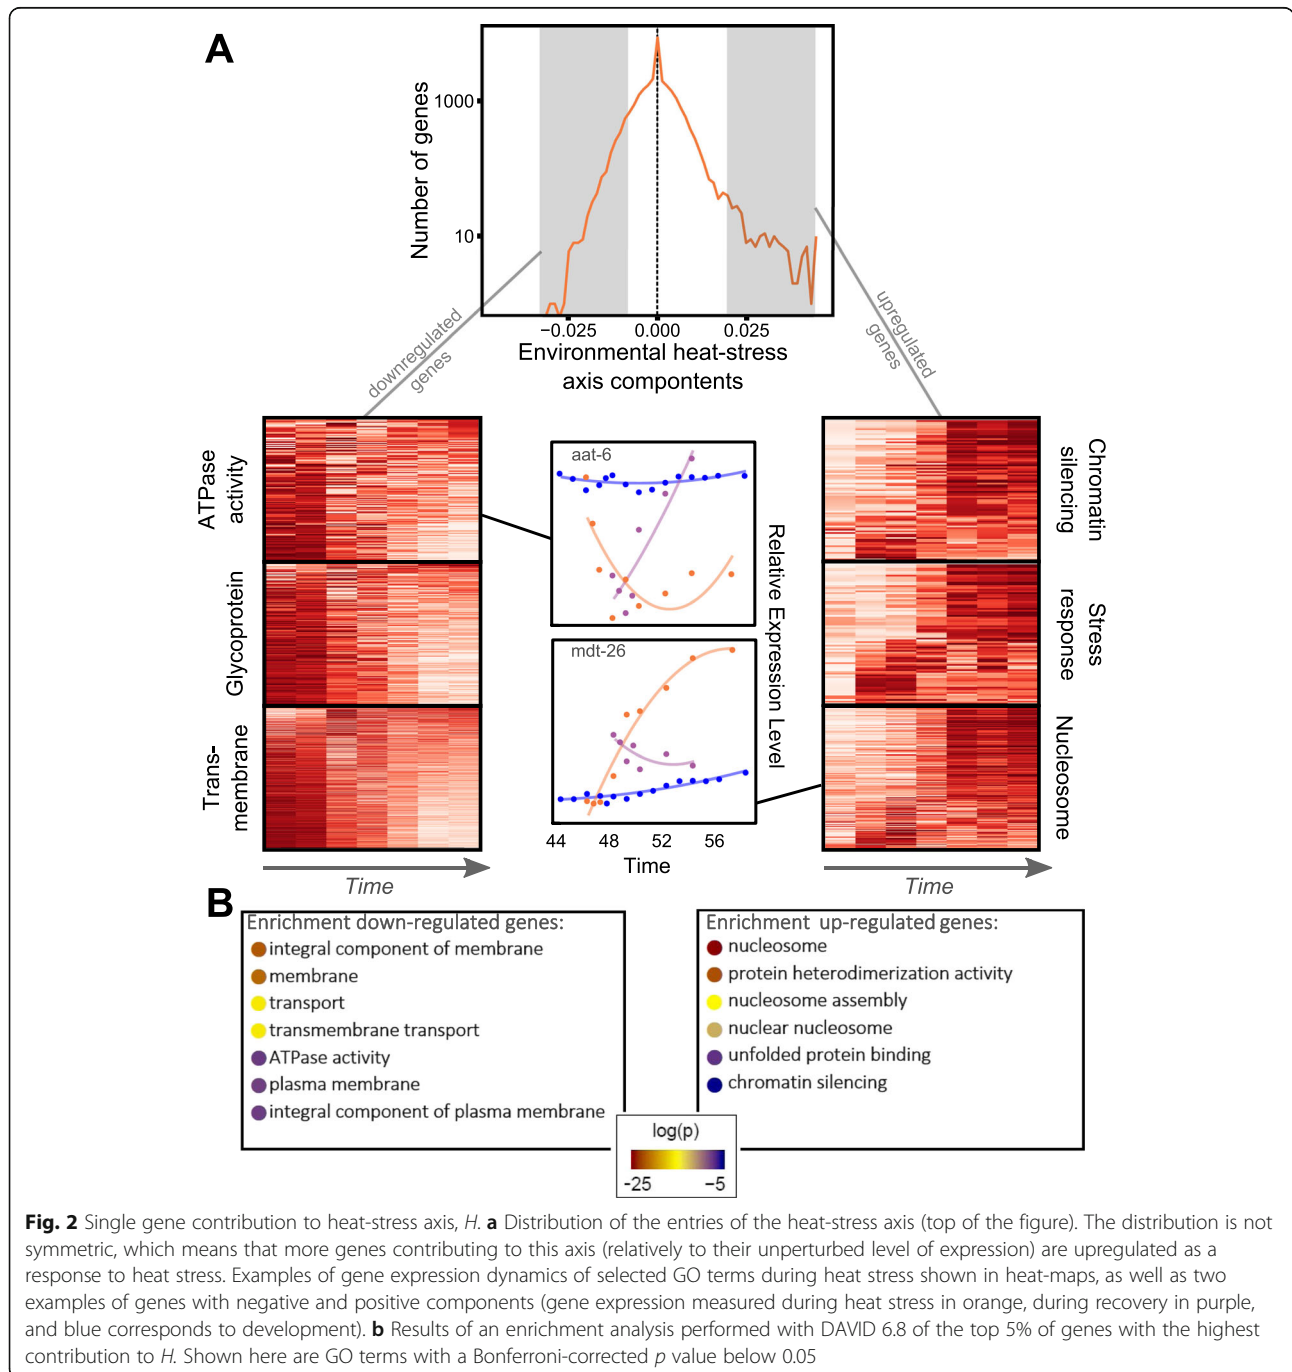 A
Number of genes
1000
10
−0.025
0.000
0.025
Environmental heat-stress
axis compontents
downregulated
genes
upregulated
genes
ATPase
activity
Glycoprotein
Trans-
membrane
Time
aat-6
mdt-26
Relative Expression Level
44
48
52
56
Time
Chromatin
silencing
Stress
response
Nucleosome
Time
B
Enrichment down-regulated genes:
integral component of membrane
membrane
transport
transmembrane transport
ATPase activity
plasma membrane
integral component of plasma membrane
Enrichment up-regulated genes:
nucleosome
protein heterodimerization activity
nucleosome assembly
nuclear nucleosome
unfolded protein binding
chromatin silencing
log(p)
-25
−5
Fig. 2 Single gene contribution to heat-stress axis, H. a Distribution of the entries of the heat-stress axis (top of the figure). The distribution is not
symmetric, which means that more genes contributing to this axis (relatively to their unperturbed level of expression) are upregulated as a
response to heat stress. Examples of gene expression dynamics of selected GO terms during heat stress shown in heat-maps, as well as two
examples of genes with negative and positive components (gene expression measured during heat stress in orange, during recovery in purple,
and blue corresponds to development). b Results of an enrichment analysis performed with DAVID 6.8 of the top 5% of genes with the highest
contribution to H. Shown here are GO terms with a Bonferroni-corrected p value below 0.05